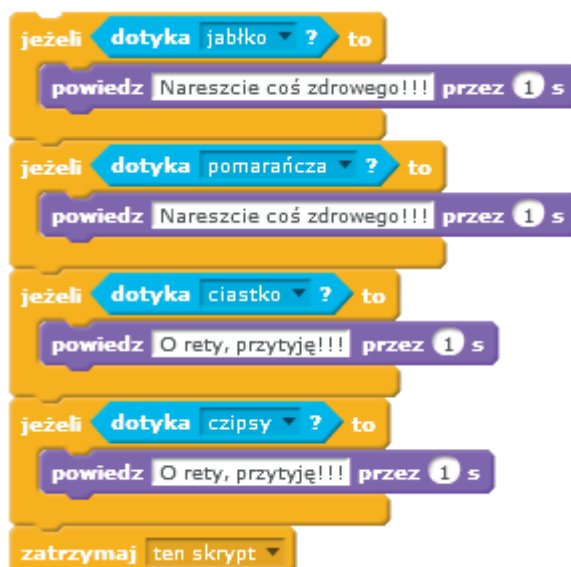 jeżeli dotyka jabłko ? to
powiedz Nareszcie coś zdrowego!!! przez 1 s
jeżeli dotyka pomarańcza ? to
powiedz Nareszcie coś zdrowego!!! przez 1 s
jeżeli dotyka ciastko ? to
powiedz O rety, przytyję!!! przez 1 s
jeżeli dotyka czipsy ? to
powiedz O rety, przytyję!!! przez 1 s
zatrzymaj ten skrypt